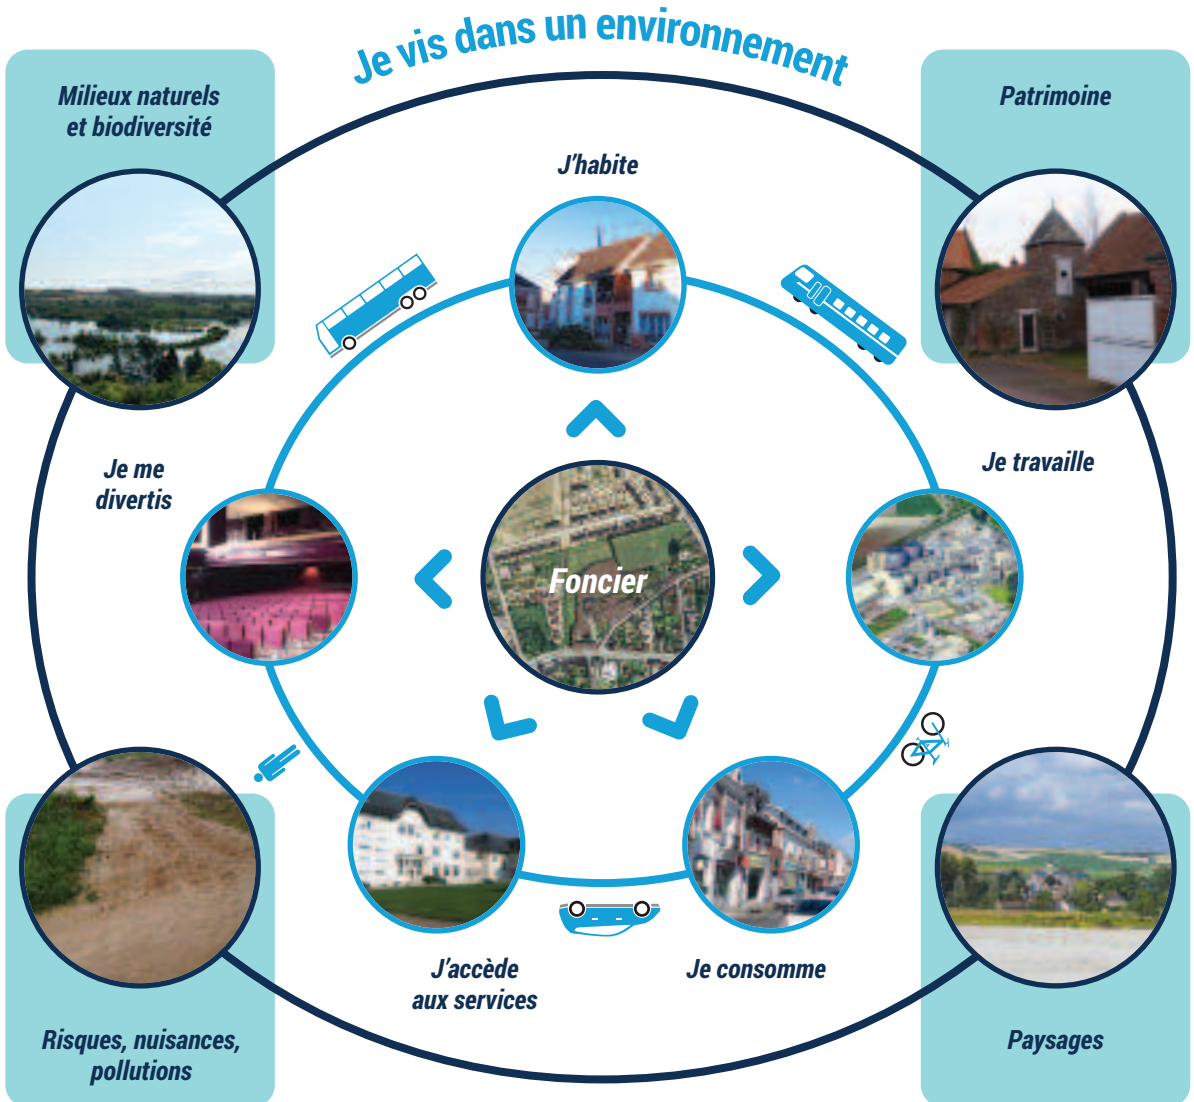 Je vis dans un environnement
Milieux naturels
et biodiversité
Patrimoine
J'habite
Je me
divertis
Je travaille
Foncier
J'accède
aux services
Je consomme
Risques, nuisances,
pollutions
Paysages